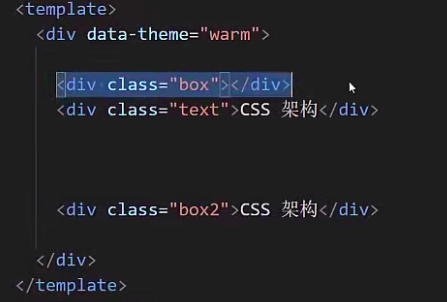 <template>
<div data-theme="warm">
<div class="box"></div>
<div class="text">CSS 架构</div>
<div class="box2">CSS 架构</div>
</div>
</template>